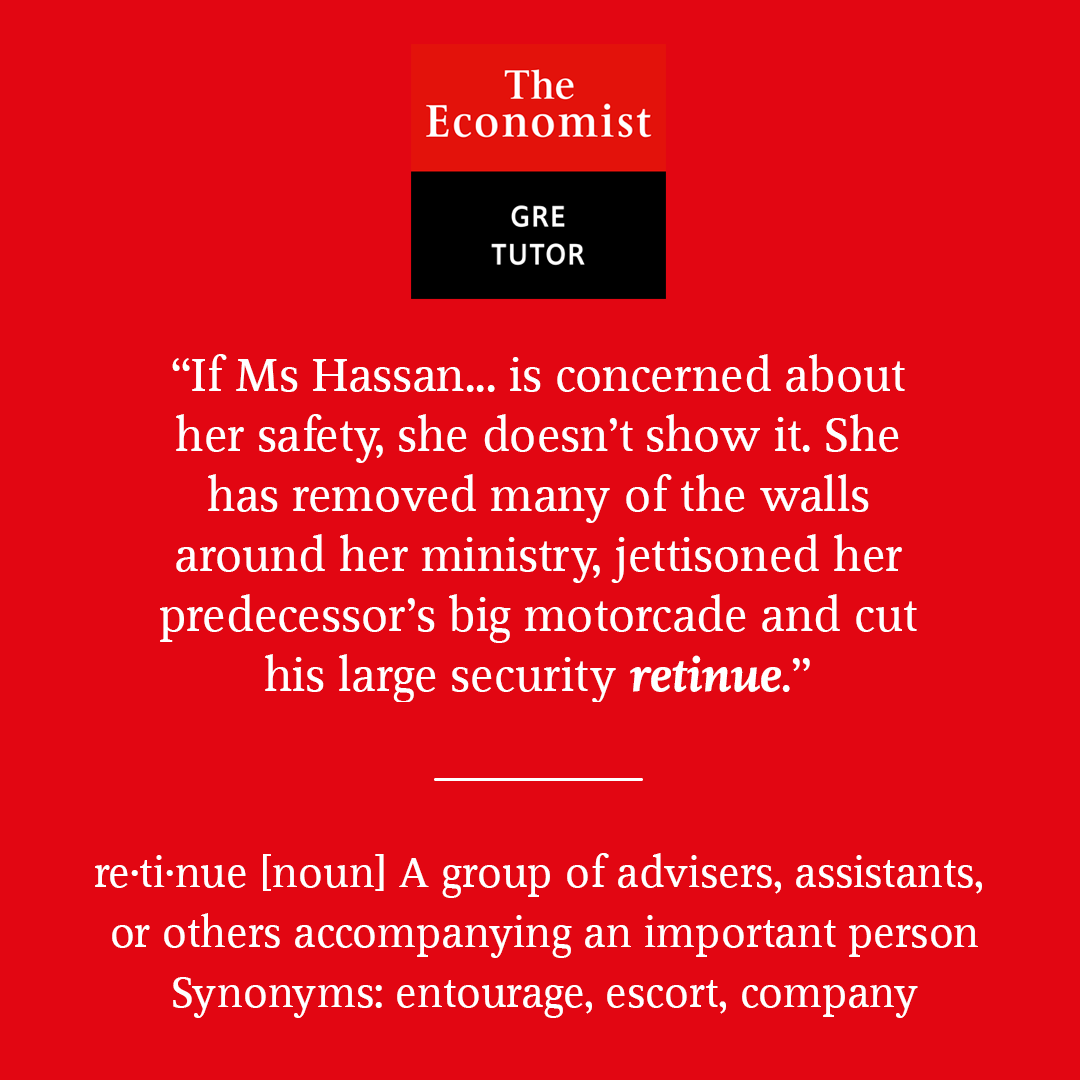 The
Economist
GRE
TUTOR
“If Ms Hassan... is concerned about
her safety, she doesn’t show it. She
has removed many of the walls
around her ministry, jettisoned her
predecessor’s big motorcade and cut
his large security retinue.”
re·ti·nue [noun] A group of advisers, assistants,
or others accompanying an important person
Synonyms: entourage, escort, company